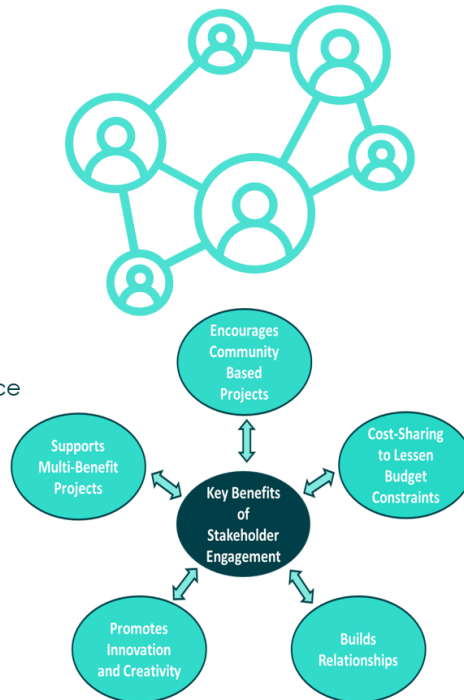 Encourages
Community
Based
Projects
ce
Supports
Multi-Benefit
Projects
Cost-Sharing
to Lessen
Budget
Constraints
Key Benefits
of
Stakeholder
Engagement
Promotes
Innovation
and Creativity
Builds
Relationships